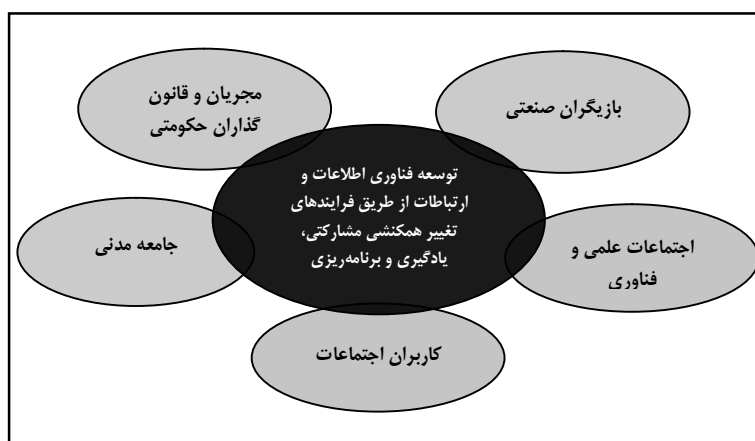 مجریان و قانون
گذاران حکومتی
بازیگران صنعتی
توسعه فناوری اطلاعات و
ارتباطات از طریق فرایندهای
تغییر همکنشی مشارکتی،
یادگیری و برنامه‌ریزی
جامعه مدنی
اجتماعات علمی و
فناوری
کاربران اجتماعات